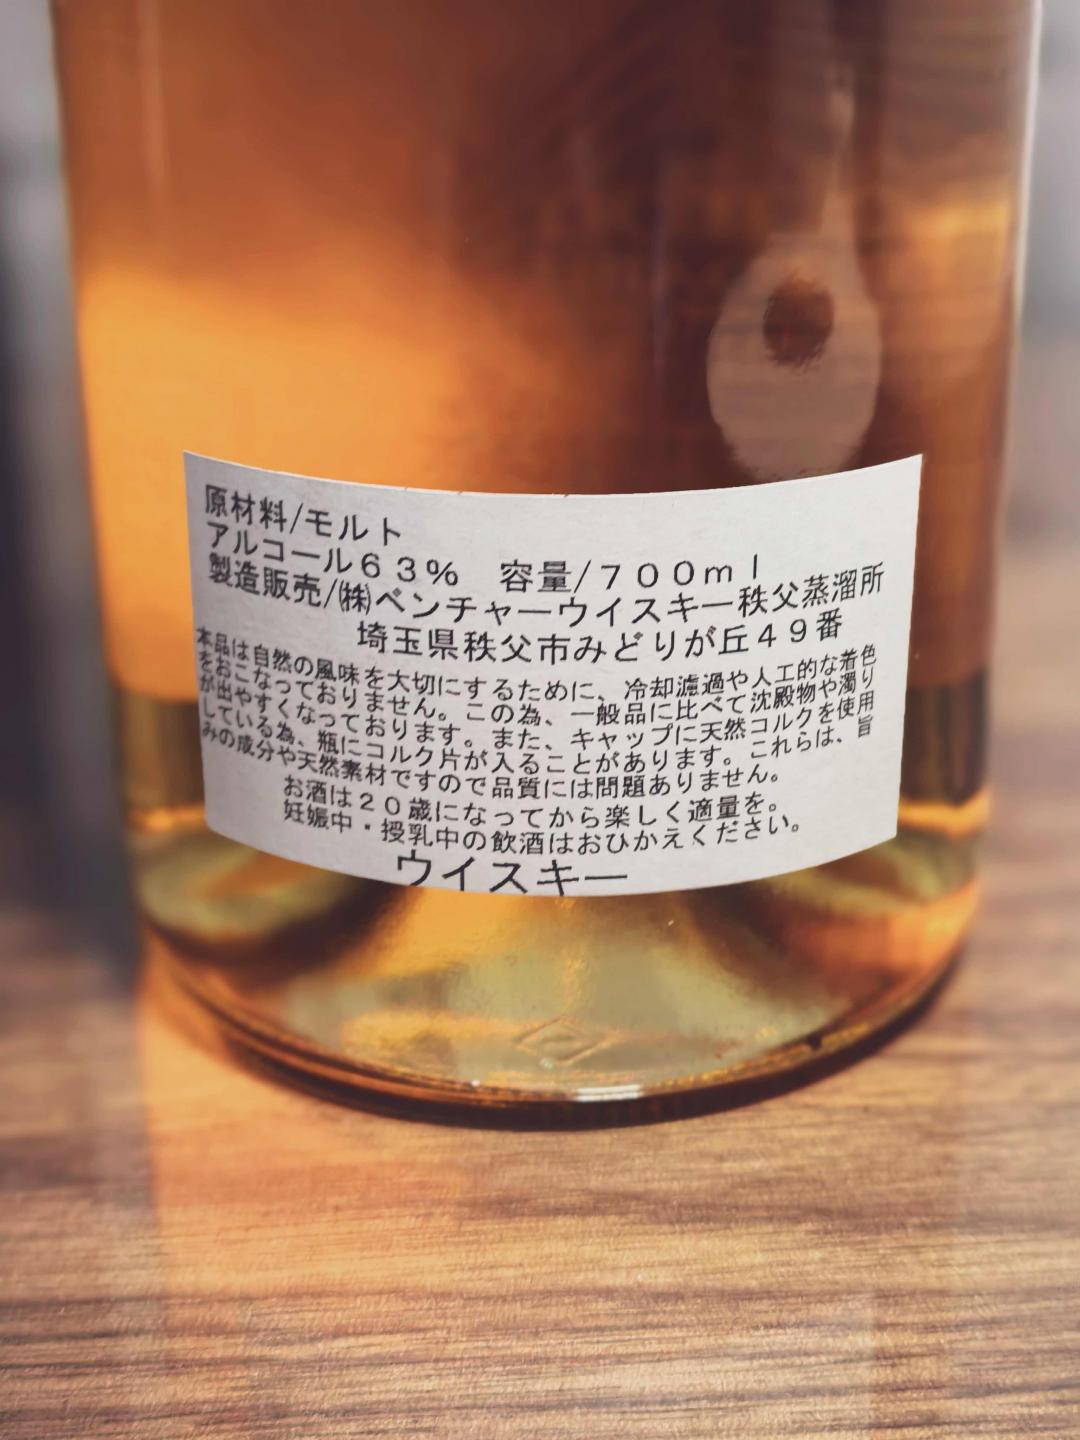 原材料/モルト
アルコール６３%　容量/７００ｍｌ
製造販売/㈱ベンチャーウイスキー秩父蒸溜所
埼玉県秩父市みどりが丘４９番
本品は自然の風味を大切にするために、冷却濾過や人工的な着色
をおこなっておりません。この為、一般品に比べて沈殿物や濁り
が出やすくなっております。また、キャップに天然コルクを使用
している為、瓶にコルク片が入ることがあります。これらは、旨
みの成分や天然素材ですので品質には問題ありません。
お酒は２０歳になってから楽しく適量を。
妊娠中・授乳中の飲酒はおひかえください。
ウイスキー